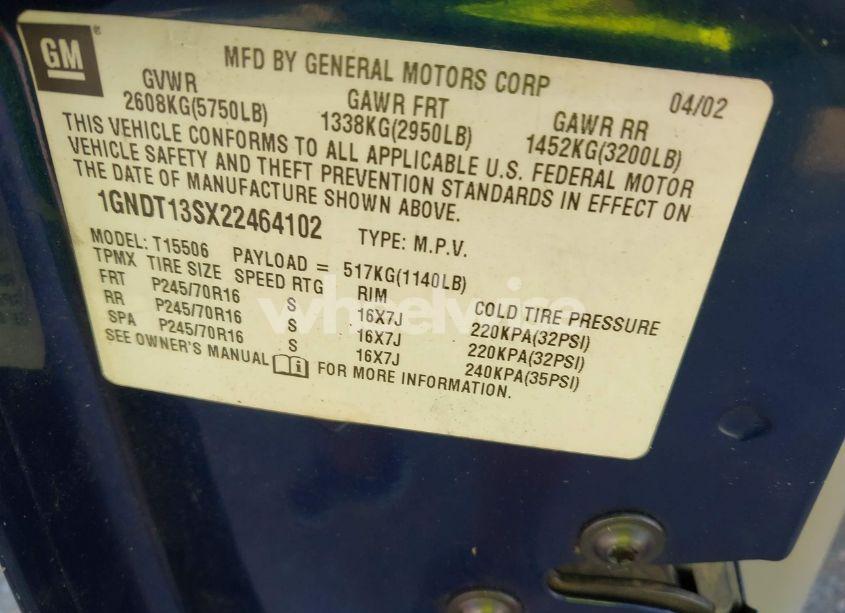 GM ®
MFD BY GENERAL MOTORS CORP
04/02
GVWR GAWR FRT GAWR RR
2608KG(5750LB) 1338KG(2950LB) 1452KG(3200LB)
THIS VEHICLE CONFORMS TO ALL APPLICABLE U.S. FEDERAL MOTOR
VEHICLE SAFETY AND THEFT PREVENTION STANDARDS IN EFFECT ON
THE DATE OF MANUFACTURE SHOWN ABOVE.
1GNDT13SX22464102 TYPE: M.P.V.
MODEL: T15506 PAYLOAD = 517KG(1140LB)
TPMX TIRE SIZE SPEED RTG RIM COLD TIRE PRESSURE
FRT P245/70R16 S 16X7J 220KPA(32PSI)
RR P245/70R16 S 16X7J 220KPA(32PSI)
SPA P245/70R16 S 16X7J 240KPA(35PSI)
SEE OWNER'S MANUAL FOR MORE INFORMATION.
wheelwise